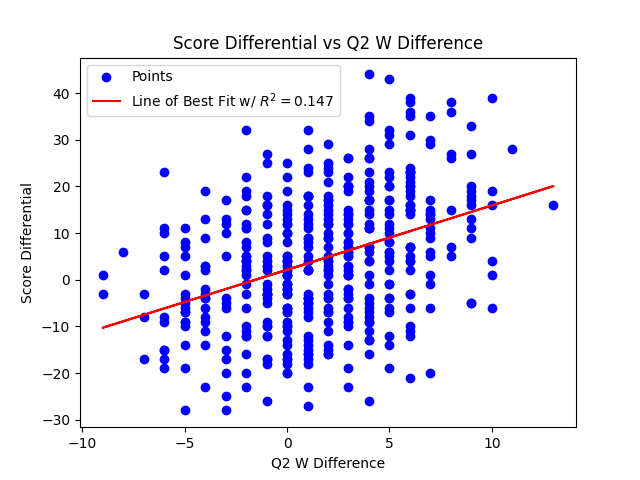 Score Differential vs Q2 W Difference
Points
Line of Best Fit w/ R² = 0.147
Score Differential
40
30
20
10
0
−10
−20
−30
−10
−5
0
5
10
Q2 W Difference